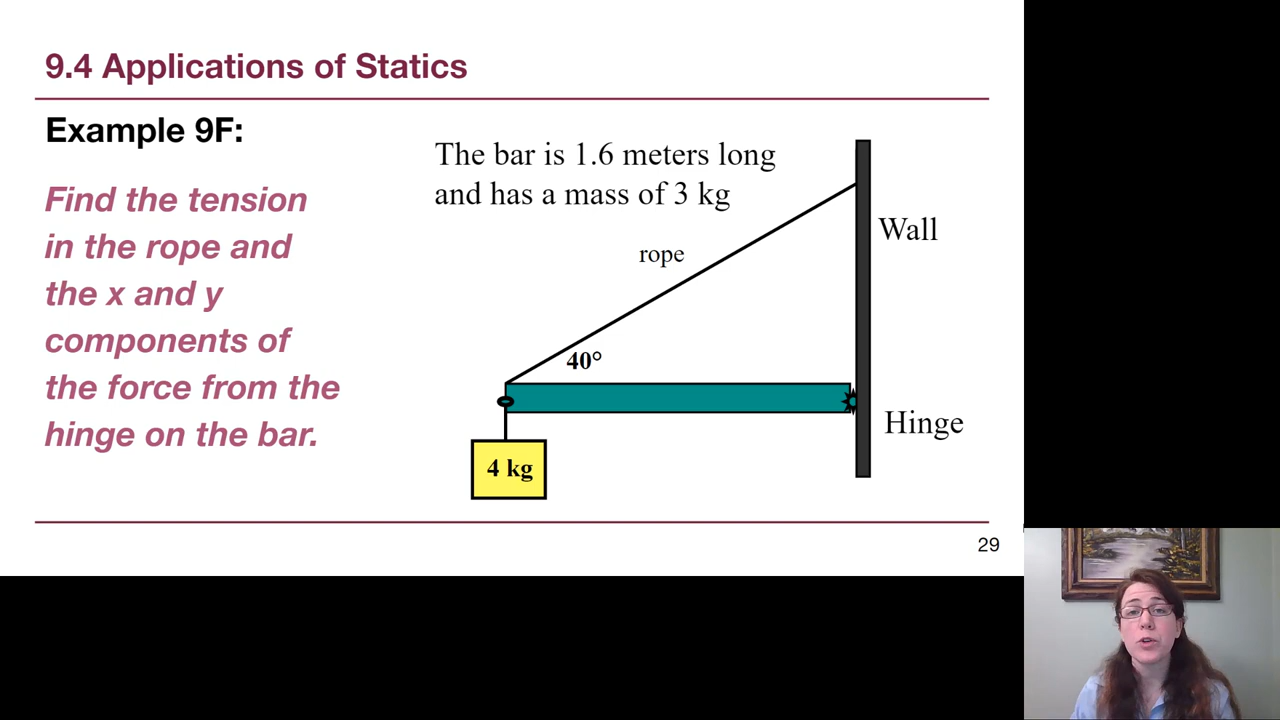 9.4 Applications of Statics
Example 9F:
Find the tension
in the rope and
the x and y
components of
the force from the
hinge on the bar.
The bar is 1.6 meters long
and has a mass of 3 kg
rope
Wall
40°
Hinge
4 kg
29